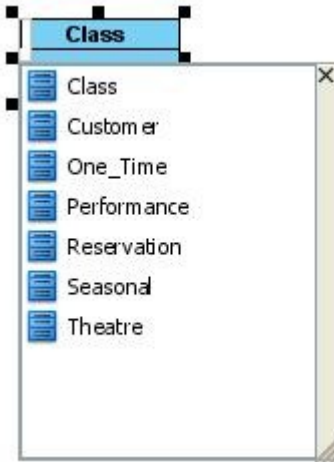 Class
Class
Customer
One_Time
Performance
Reservation
Seasonal
Theatre